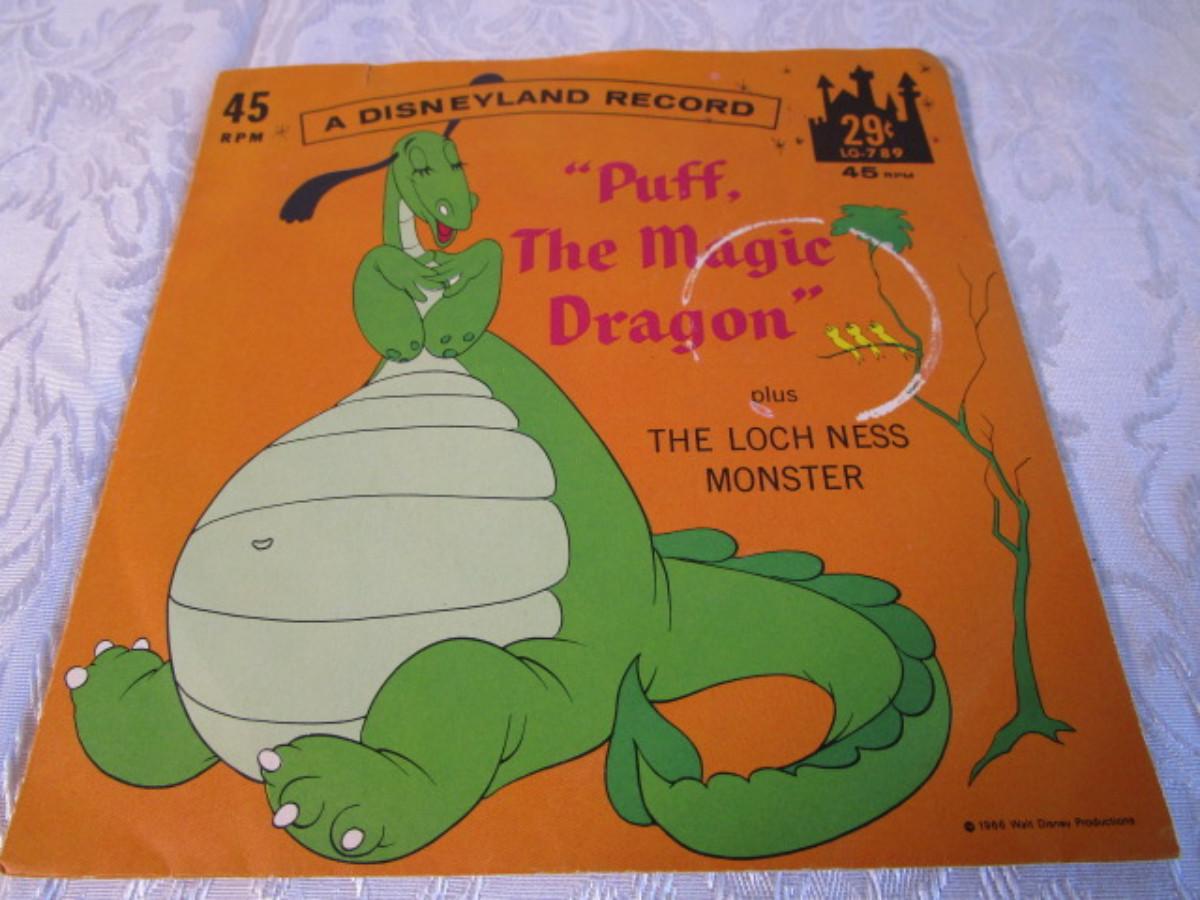 45
RPM
A DISNEYLAND RECORD
29¢
LG-789
45 RPM
"Puff,
The Magic
Dragon"
plus
THE LOCH NESS
MONSTER
© 1966 Walt Disney Productions